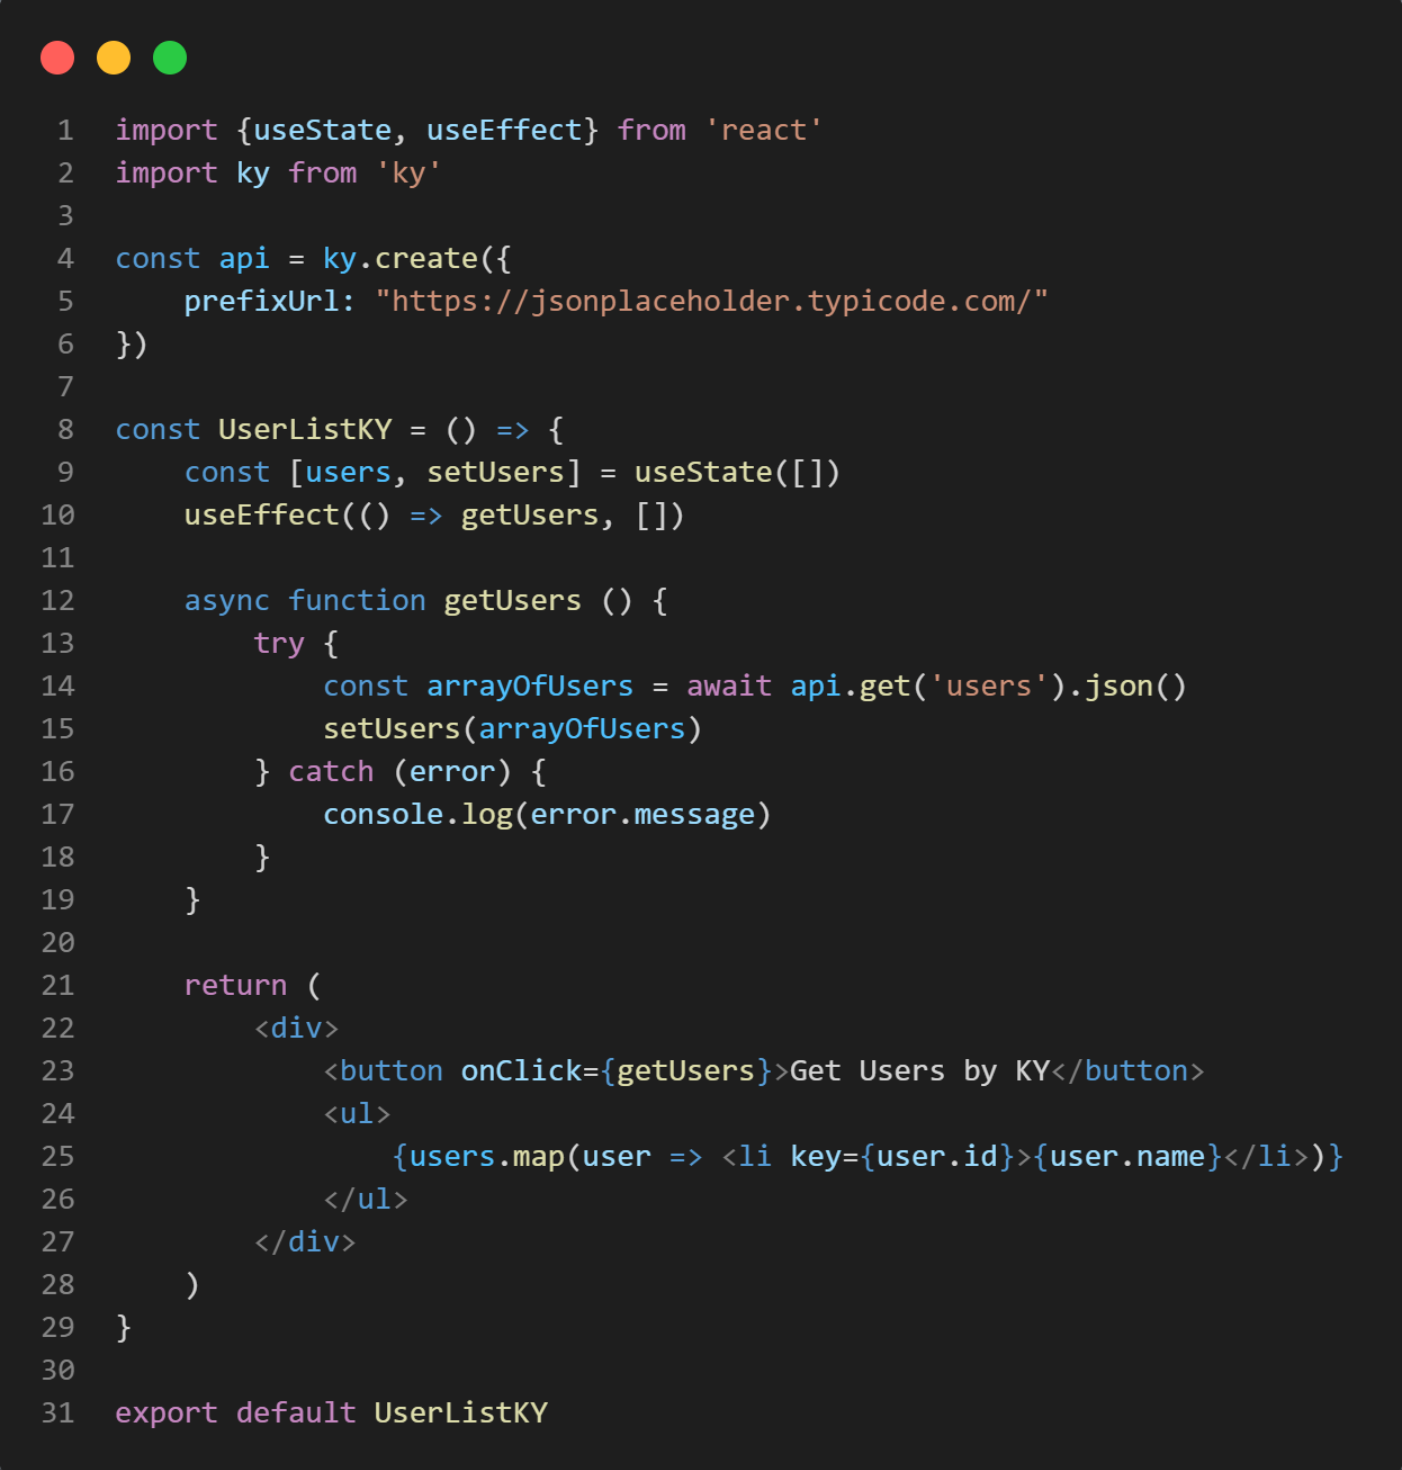 1 import {useState, useEffect} from 'react'
2 import ky from 'ky'
3
4 const api = ky.create({
5     prefixUrl: "https://jsonplaceholder.typicode.com/"
6 })
7
8 const UserListKY = () => {
9     const [users, setUsers] = useState([])
10     useEffect(() => getUsers, [])
11
12     async function getUsers () {
13         try {
14             const arrayOfUsers = await api.get('users').json()
15             setUsers(arrayOfUsers)
16         } catch (error) {
17             console.log(error.message)
18         }
19     }
20
21     return (
22         <div>
23             <button onClick={getUsers}>Get Users by KY</button>
24             <ul>
25                 {users.map(user => <li key={user.id}>{user.name}</li>)}
26             </ul>
27         </div>
28     )
29 }
30
31 export default UserListKY